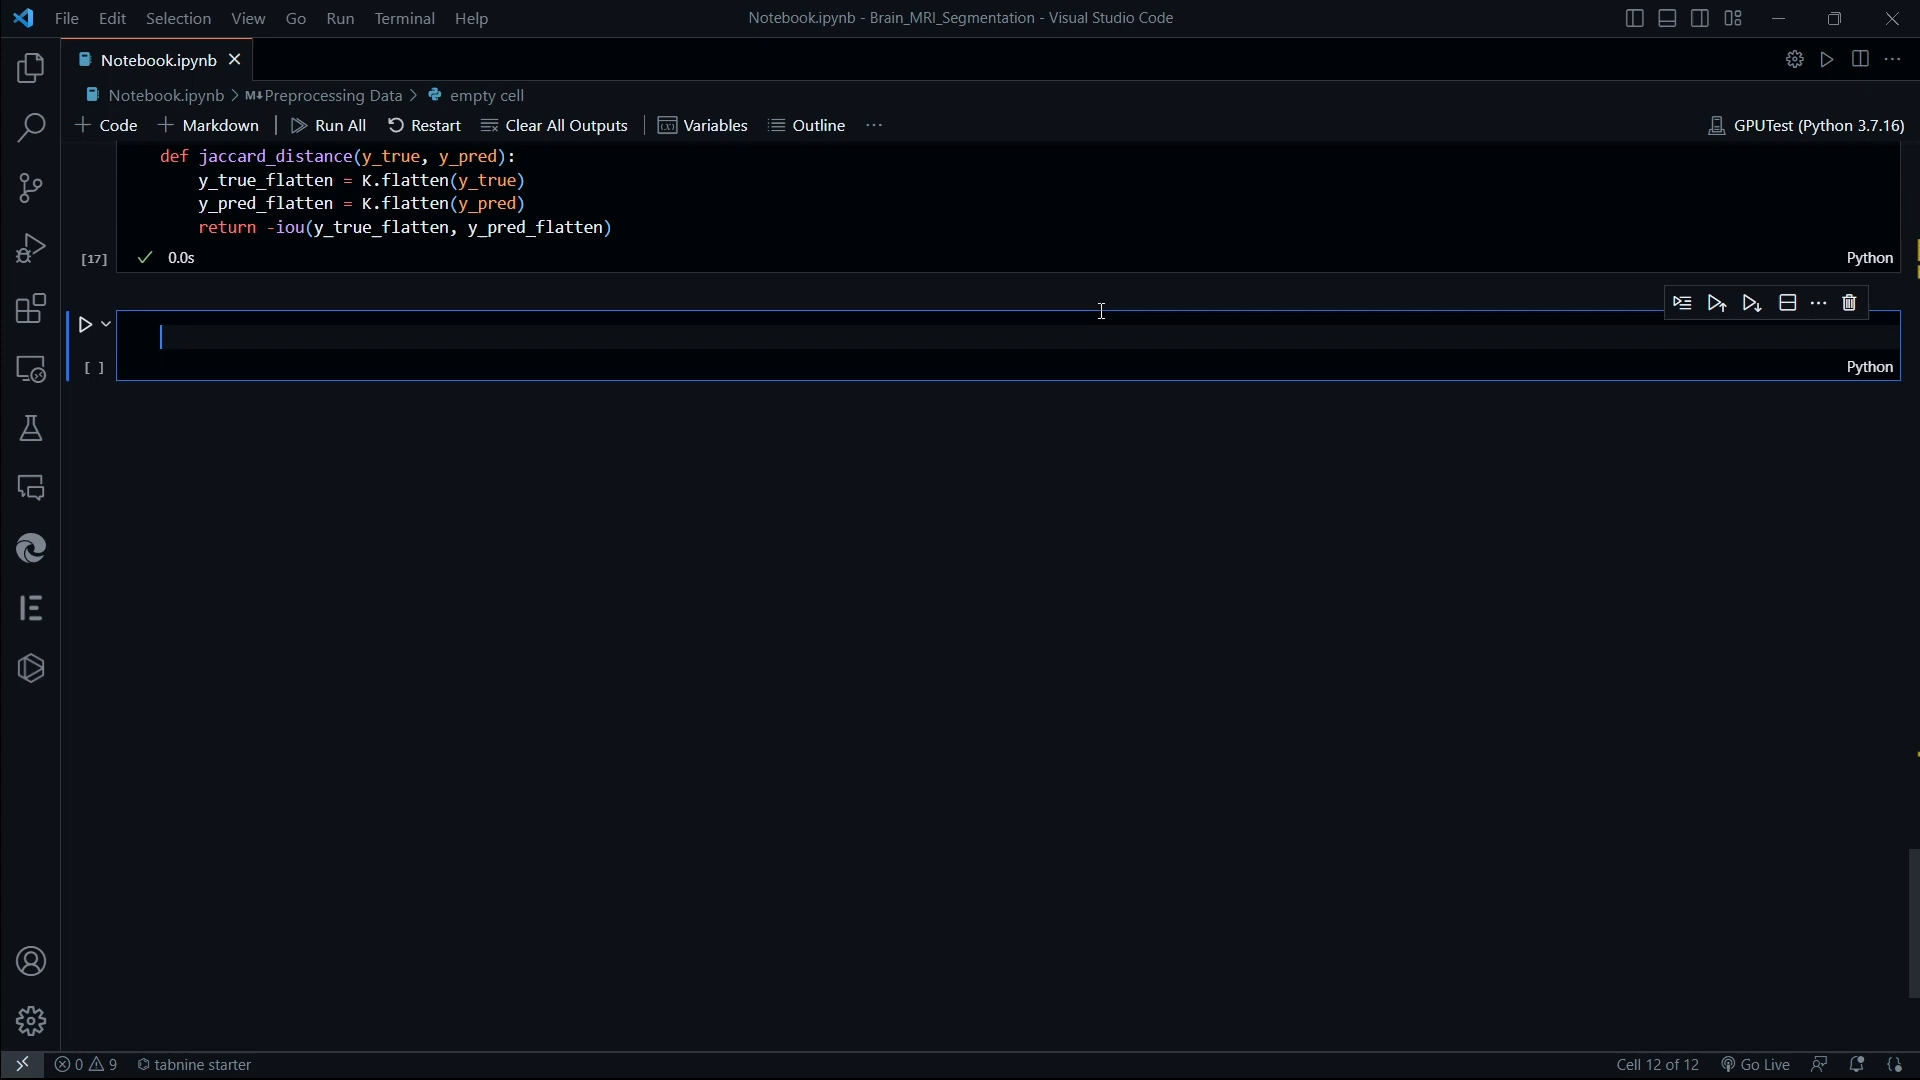 File Edit Selection View Go Run Terminal Help
Notebook.ipynb - Brain_MRI_Segmentation - Visual Studio Code
Notebook.ipynb
Notebook.ipynb > M↓Preprocessing Data > empty cell
+ Code + Markdown | Run All Restart Clear All Outputs | Variables Outline ···
GPUTest (Python 3.7.16)
def jaccard_distance(y_true, y_pred):
    y_true_flatten = K.flatten(y_true)
    y_pred_flatten = K.flatten(y_pred)
    return -iou(y_true_flatten, y_pred_flatten)
[17] ✓ 0.0s Python
[ ] Python
0 9 tabnine starter Cell 12 of 12 Go Live